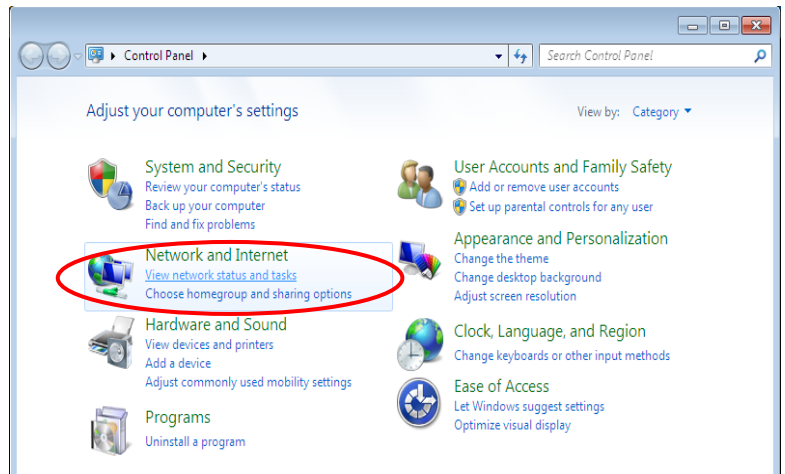 Control Panel
Search Control Panel
Adjust your computer's settings
View by: Category
System and Security
Review your computer's status
Back up your computer
Find and fix problems
Network and Internet
View network status and tasks
Choose homegroup and sharing options
Hardware and Sound
View devices and printers
Add a device
Adjust commonly used mobility settings
Programs
Uninstall a program
User Accounts and Family Safety
Add or remove user accounts
Set up parental controls for any user
Appearance and Personalization
Change the theme
Change desktop background
Adjust screen resolution
Clock, Language, and Region
Change keyboards or other input methods
Ease of Access
Let Windows suggest settings
Optimize visual display